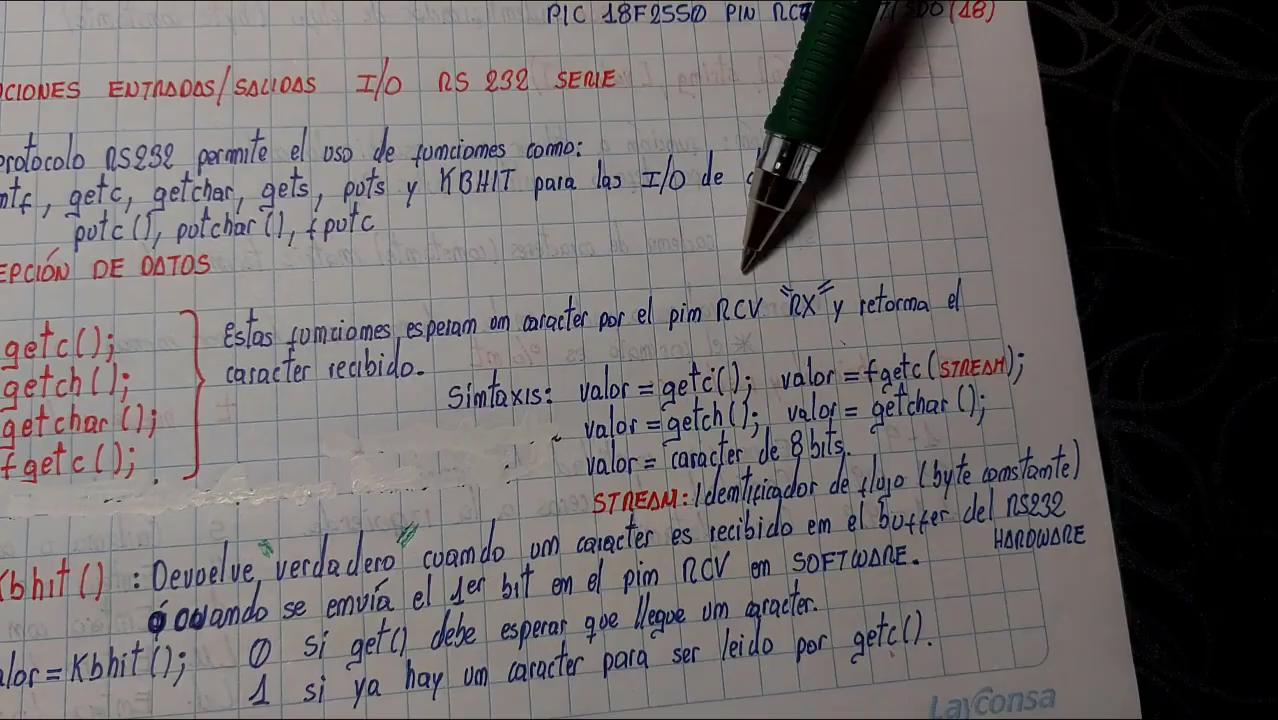 PIC 18F2550 PIN RC7 SDO (18)
CIONES ENTRADAS/SALIDAS I/O RS 232 SERIE
rotocolo RS232 permite el uso de funciones como:
ntf, getc, getchar, gets, puts y KBHIT para las I/O de
putc(), putchar(), fputc
EPCIÓN DE DATOS
getc();
getch();
getchar();
fgetc();
Estas funciones, esperan un caracter por el pin RCV "RX" y retorna el
caracter recibido.
Sintaxis: valor = getc(); valor = fgetc(STREAM);
valor = getch(); valor = getchar();
valor = caracter de 8 bits.
STREAM: Identificador de flujo (byte constante)
Kbhit() : Devuelve, verdadero cuando un caracter es recibido en el buffer del RS232
HARDWARE
ó cuando se envía el 1er bit en el pin RCV en SOFTWARE.
alor = Kbhit(); 0 si get() debe esperar que llegue un caracter.
1 si ya hay un caracter para ser leido por getc().
Layconsa